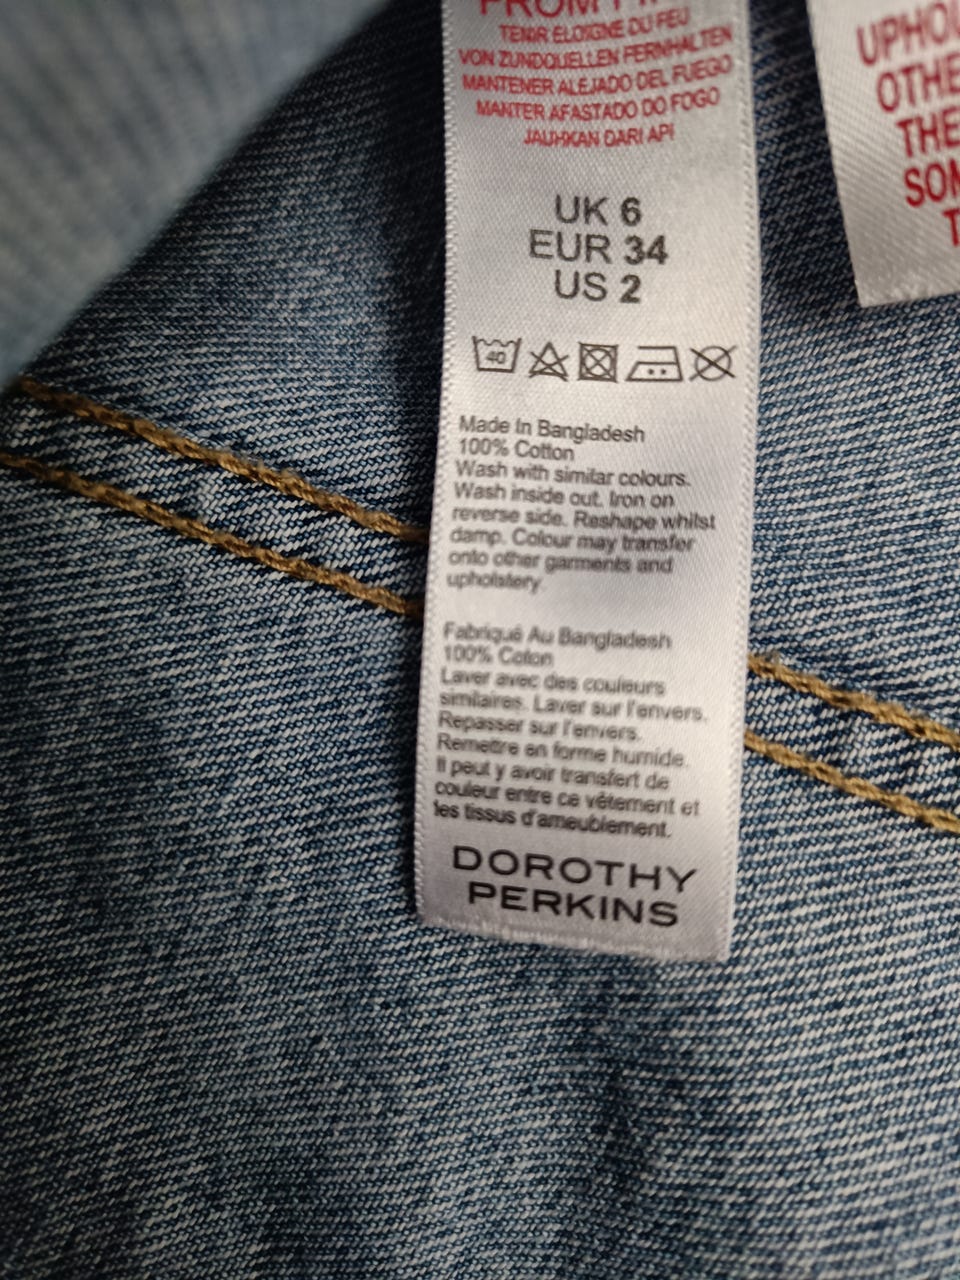 TENIR ÉLOIGNÉ DU FEU
VON ZUNDQUELLEN FERNHALTEN
MANTENER ALEJADO DEL FUEGO
MANTER AFASTADO DO FOGO
JAUHKAN DARI API
UK 6
EUR 34
US 2
40
Made In Bangladesh
100% Cotton
Wash with similar colours.
Wash inside out. Iron on
reverse side. Reshape whilst
damp. Colour may transfer
onto other garments and
upholstery
Fabriqué Au Bangladesh
100% Coton
Laver avec des couleurs
similaires. Laver sur l'envers.
Repasser sur l'envers.
Remettre en forme humide.
Il peut y avoir transfert de
couleur entre ce vêtement et
les tissus d'ameublement.
DOROTHY
PERKINS
THE